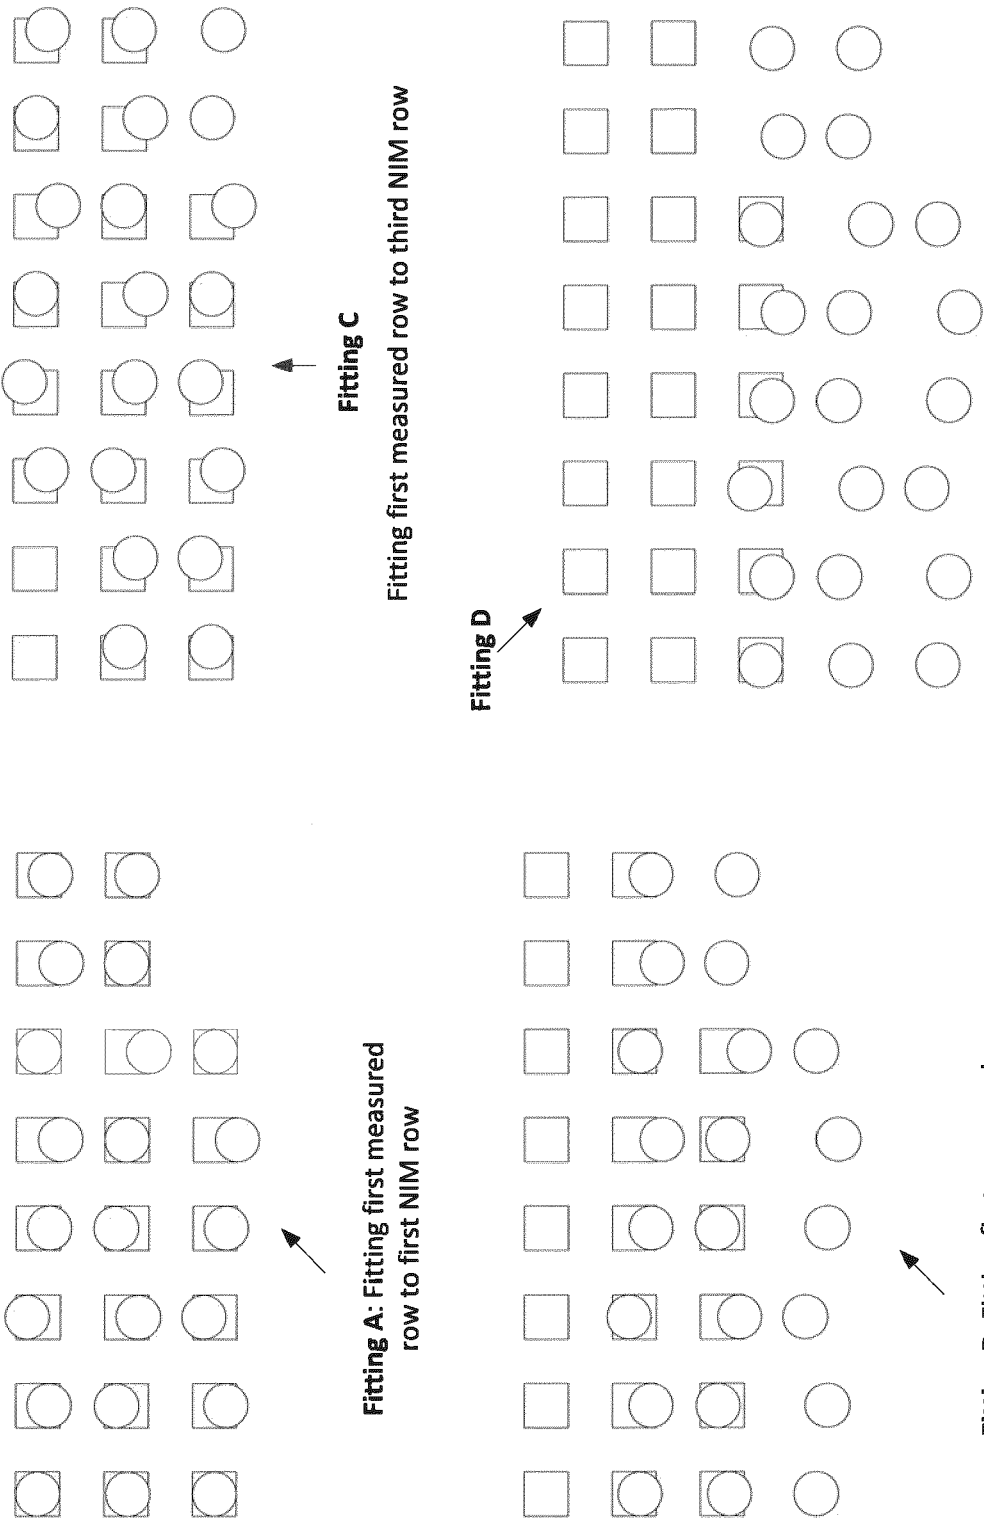 Fitting A: Fitting first measured
row to first NIM row
Fitting C
Fitting first measured row to third NIM row
Fitting D